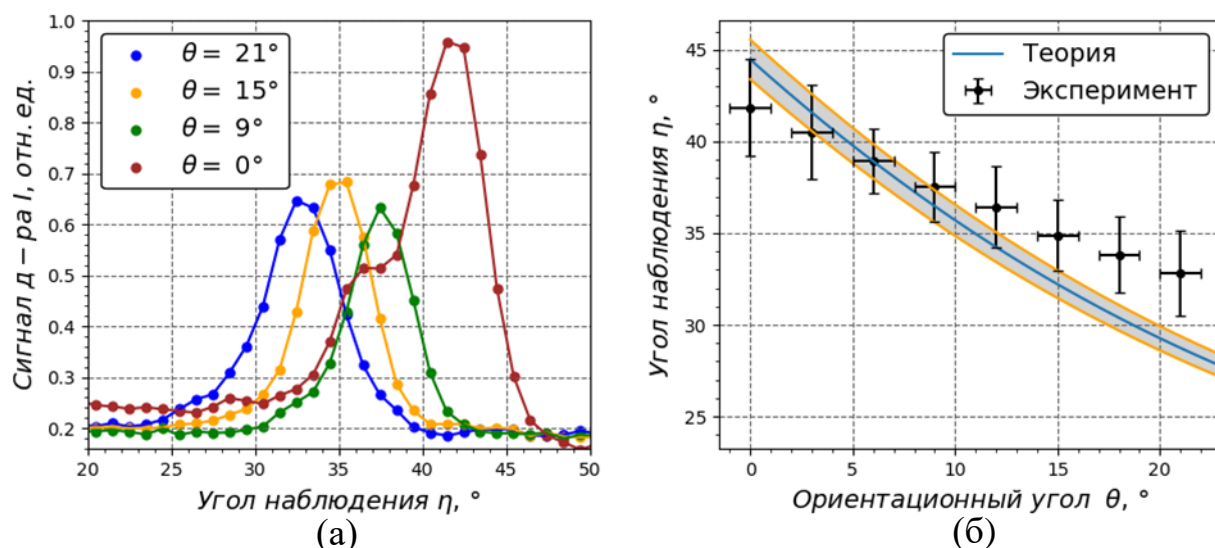 1.0
0.9
0.8
0.7
0.6
0.5
0.4
0.3
0.2
Сигнал д − ра I, отн. ед.
θ = 21°
θ = 15°
θ = 9°
θ = 0°
20 25 30 35 40 45 50
Угол наблюдения η, °
(а)
45
40
35
30
25
Угол наблюдения η, °
Теория
Эксперимент
0 5 10 15 20
Ориентационный угол θ, °
(б)